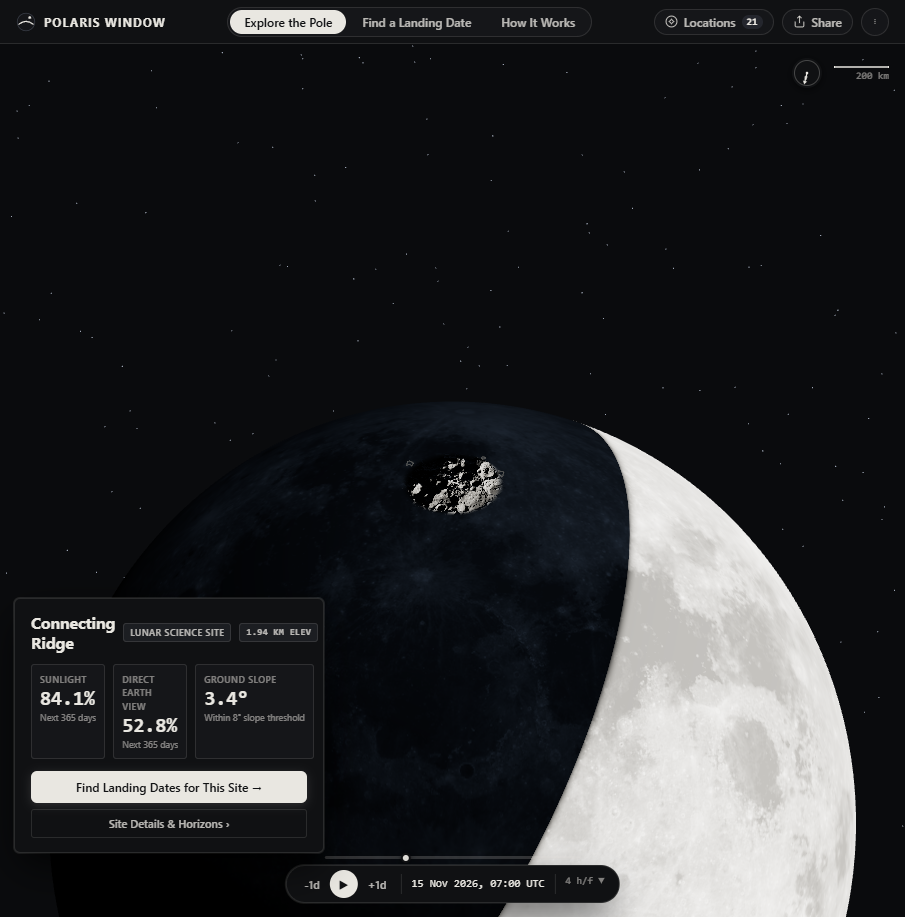 POLARIS WINDOW
Explore the Pole
Find a Landing Date
How It Works
Locations 21
Share
200 km
Connecting
Ridge
LUNAR SCIENCE SITE
1.94 KM ELEV
SUNLIGHT
84.1%
Next 365 days
DIRECT
EARTH
VIEW
52.8%
Next 365 days
GROUND SLOPE
3.4°
Within 8° slope threshold
Find Landing Dates for This Site →
Site Details & Horizons ›
-1d
+1d
15 Nov 2026, 07:00 UTC
4 h/f ▼